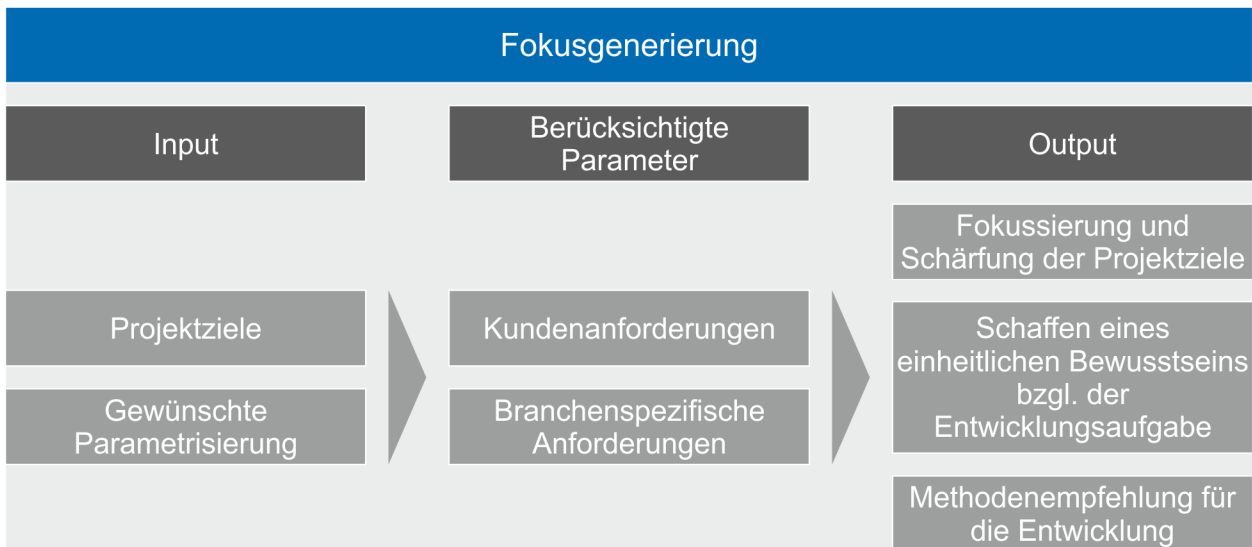 Fokusgenerierung
Input
Berücksichtigte
Parameter
Output
Projektziele
Gewünschte
Parametrisierung
Kundenanforderungen
Branchenspezifische
Anforderungen
Fokussierung und
Schärfung der Projektziele
Schaffen eines
einheitlichen Bewusstseins
bzgl. der
Entwicklungsaufgabe
Methodenempfehlung für
die Entwicklung